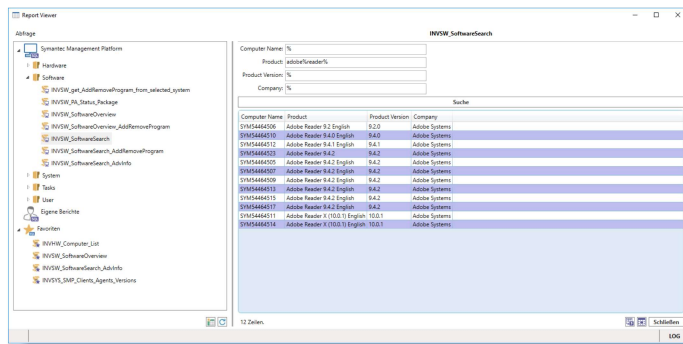 Report Viewer
Abfrage
INVSW_SoftwareSearch
Symantec Management Platform
Hardware
Software
INVSW_get_AddRemoveProgram_from_selected_system
INVSW_PA_Status_Package
INVSW_SoftwareOverview
INVSW_SoftwareOverview_AddRemoveProgram
INVSW_SoftwareSearch
INVSW_SoftwareSearch_AddRemoveProgram
INVSW_SoftwareSearch_AdvInfo
System
Tasks
User
Eigene Berichte
Favoriten
INVHW_Computer_List
INVSW_SoftwareOverview
INVSW_SoftwareSearch_AdvInfo
INVSYS_SMP_Clients_Agents_Versions
Computer Name: %
Product: adobe%reader%
Product Version: %
Company: %
Suche
Computer Name Product Product Version Company
SYM54464506 Adobe Reader 9.2 English 9.2.0 Adobe Systems
SYM54464510 Adobe Reader 9.4.0 English 9.4.0 Adobe Systems
SYM54464512 Adobe Reader 9.4.1 English 9.4.1 Adobe Systems
SYM54464523 Adobe Reader 9.4.2 9.4.2 Adobe Systems
SYM54464505 Adobe Reader 9.4.2 English 9.4.2 Adobe Systems
SYM54464507 Adobe Reader 9.4.2 English 9.4.2 Adobe Systems
SYM54464509 Adobe Reader 9.4.2 English 9.4.2 Adobe Systems
SYM54464513 Adobe Reader 9.4.2 English 9.4.2 Adobe Systems
SYM54464515 Adobe Reader 9.4.2 English 9.4.2 Adobe Systems
SYM54464517 Adobe Reader 9.4.2 English 9.4.2 Adobe Systems
SYM54464511 Adobe Reader X (10.0.1) English 10.0.1 Adobe Systems
SYM54464514 Adobe Reader X (10.0.1) English 10.0.1 Adobe Systems
12 Zeilen.
Schließen
LOG